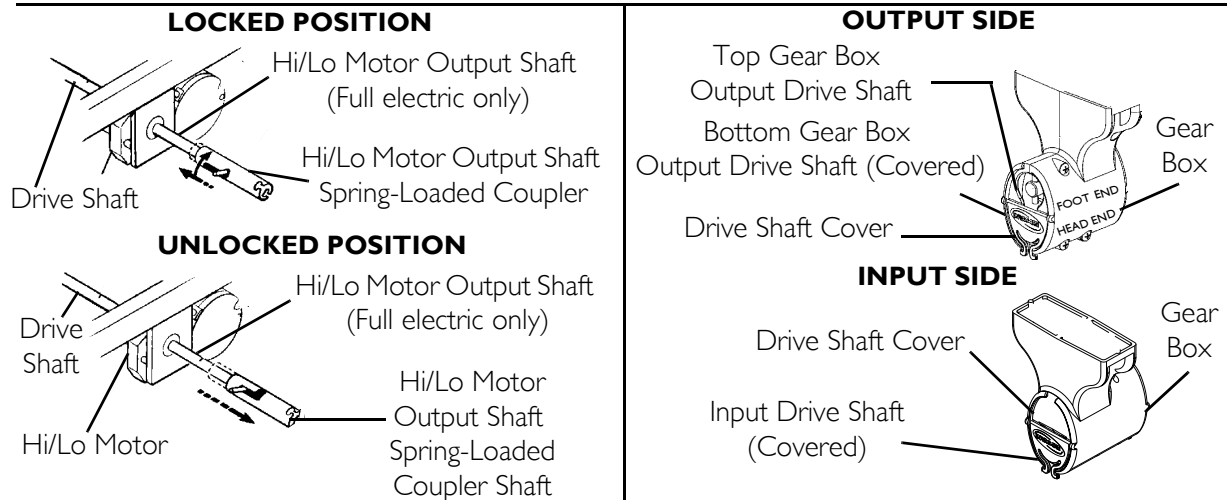 LOCKED POSITION
Hi/Lo Motor Output Shaft
(Full electric only)
Hi/Lo Motor Output Shaft
Spring-Loaded Coupler
Drive Shaft
UNLOCKED POSITION
Hi/Lo Motor Output Shaft
(Full electric only)
Drive
Shaft
Hi/Lo Motor
Output Shaft
Spring-Loaded
Coupler Shaft
Hi/Lo Motor
OUTPUT SIDE
Top Gear Box
Output Drive Shaft
Bottom Gear Box
Output Drive Shaft (Covered)
Gear
Box
FOOT END
HEAD END
Drive Shaft Cover
INPUT SIDE
Drive Shaft Cover
Gear
Box
Input Drive Shaft
(Covered)